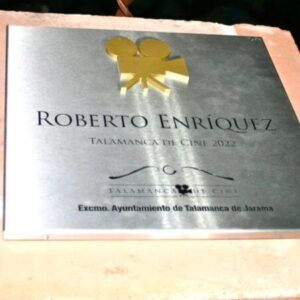 ROBERTO ENRÍQUEZ
TALAMANCA DE CINE 2022
TALAMANCA DE CINE
Excmo. Ayuntamiento de Talamanca de Jarama